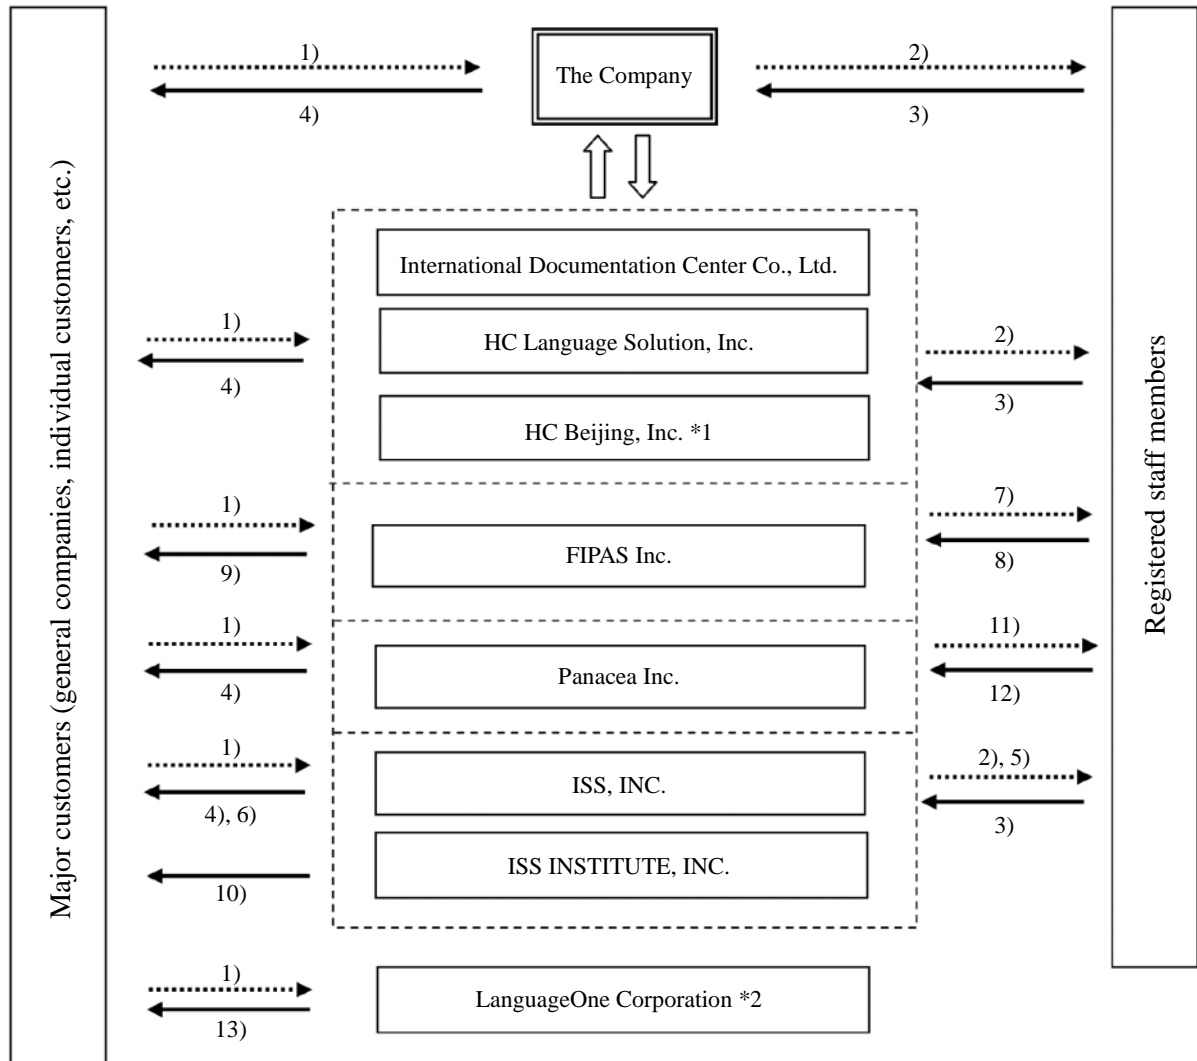 1)
The Company
2)
4)
3)
International Documentation Center Co., Ltd.
1)
HC Language Solution, Inc.
2)
4)
3)
HC Beijing, Inc. *1
1)
7)
FIPAS Inc.
9)
8)
1)
11)
Panacea Inc.
4)
12)
1)
2), 5)
ISS, INC.
4), 6)
3)
ISS INSTITUTE, INC.
10)
1)
LanguageOne Corporation *2
13)
Major customers (general companies, individual customers, etc.)
Registered staff members